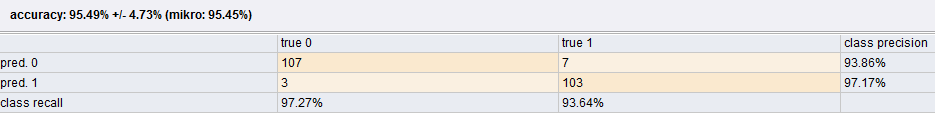 accuracy: 95.49% +/- 4.73% (mikro: 95.45%)
true 0 true 1 class precision
pred. 0 107 7 93.86%
pred. 1 3 103 97.17%
class recall 97.27% 93.64%